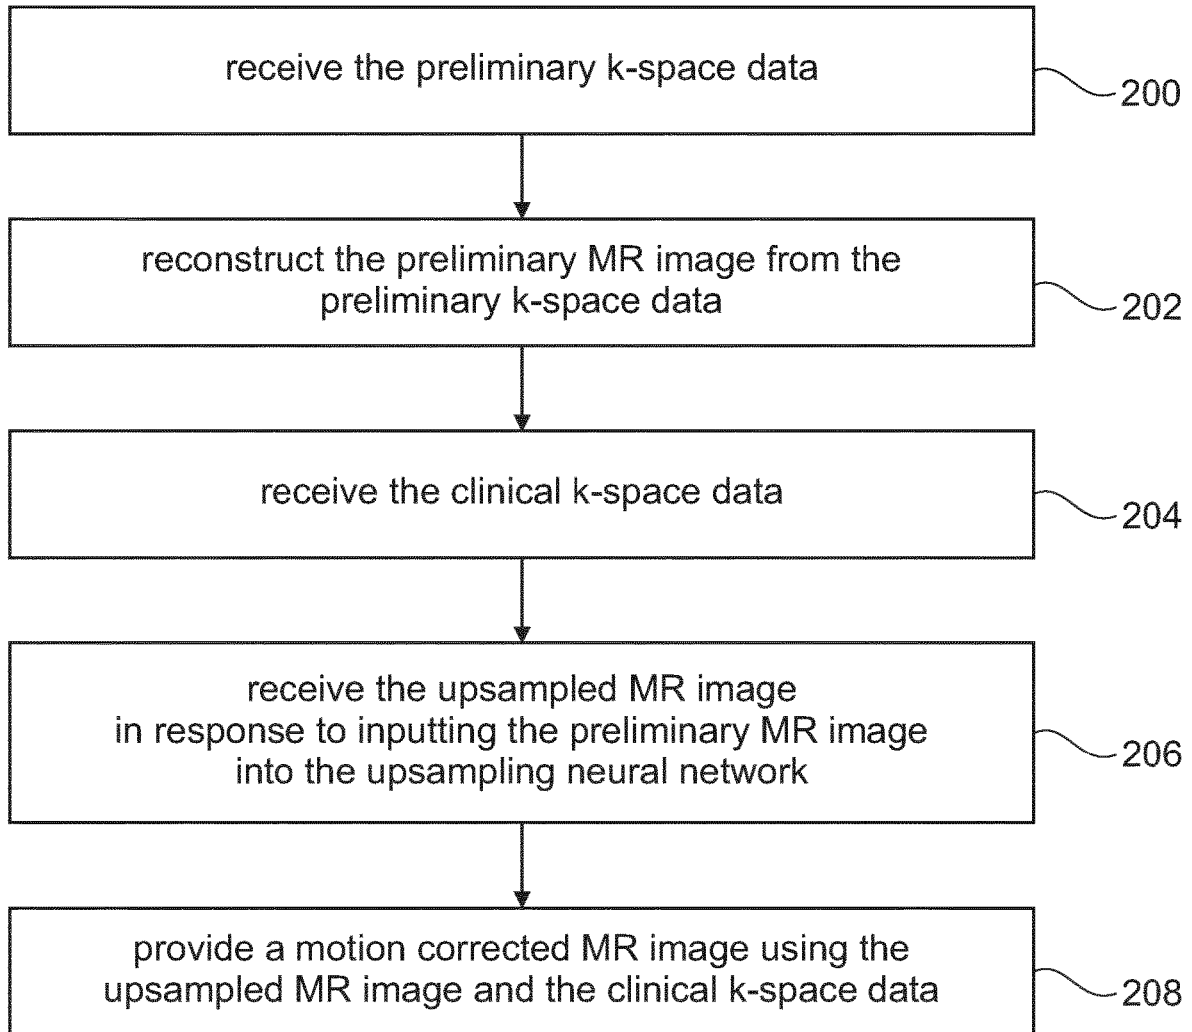 receive the preliminary k-space data
200
reconstruct the preliminary MR image from the
preliminary k-space data
202
receive the clinical k-space data
204
receive the upsampled MR image
in response to inputting the preliminary MR image
into the upsampling neural network
206
provide a motion corrected MR image using the
upsampled MR image and the clinical k-space data
208